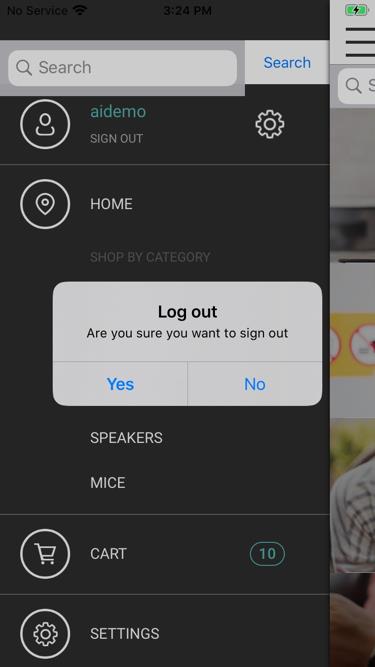 No Service 3:24 PM
Search Search
S
aidemo
SIGN OUT
HOME
SHOP BY CATEGORY
Log out
Are you sure you want to sign out
Yes No
SPEAKERS
MICE
CART 10
SETTINGS